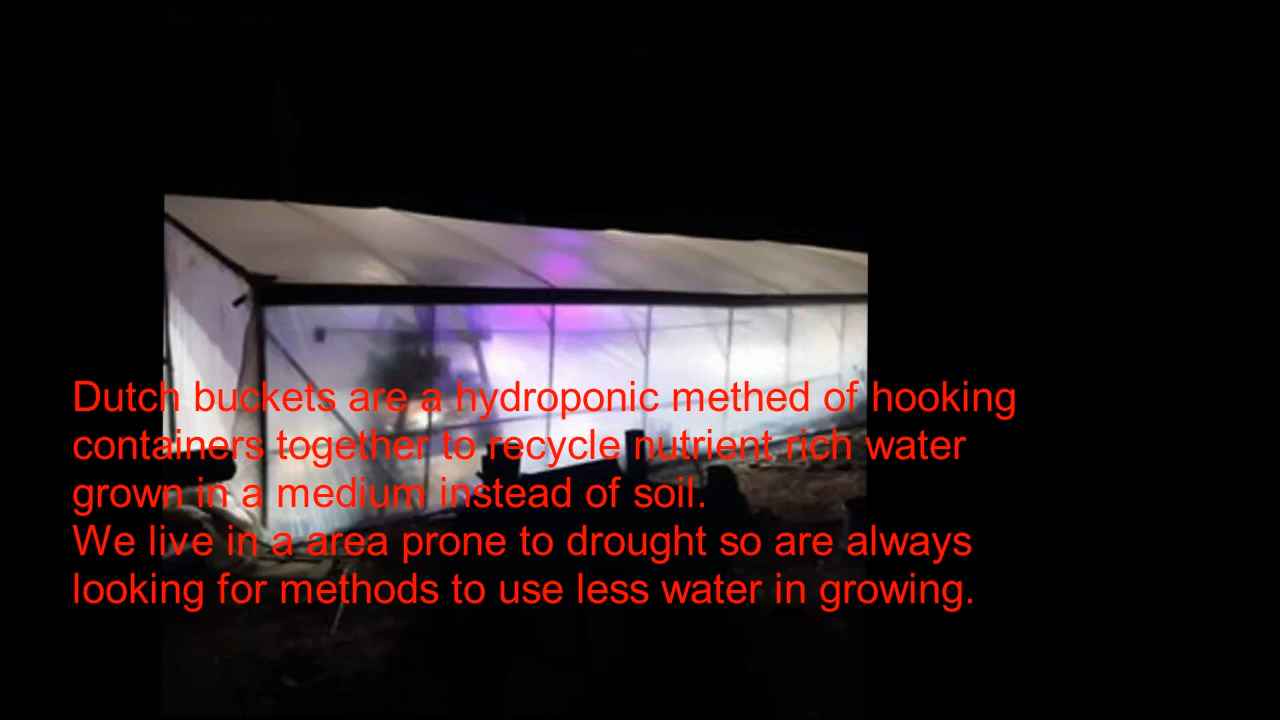 Dutch buckets are a hydroponic methed of hooking
containers together to recycle nutrient rich water
grown in a medium instead of soil.
We live in a area prone to drought so are always
looking for methods to use less water in growing.